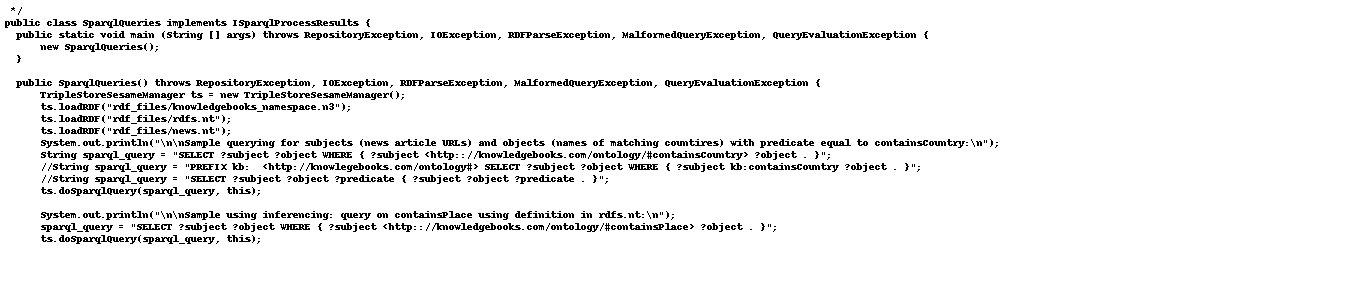 */
public class SparqlQueries implements ISparqlProcessResults {
  public static void main (String [] args) throws RepositoryException, IOException, RDFParseException, MalformedQueryException, QueryEvaluationException {
      new SparqlQueries();
  }

  public SparqlQueries() throws RepositoryException, IOException, RDFParseException, MalformedQueryException, QueryEvaluationException {
      TripleStoreSesameManager ts = new TripleStoreSesameManager();
      ts.loadRDF("rdf_files/knowledgebooks_namespace.n3");
      ts.loadRDF("rdf_files/rdfs.nt");
      ts.loadRDF("rdf_files/news.nt");
      System.out.println("\n\nSample querying for subjects (news article URLs) and objects (names of matching countires) with predicate equal to containsCountry:\n");
      String sparql_query = "SELECT ?subject ?object WHERE { ?subject <http:://knowledgebooks.com/ontology/#containsCountry> ?object . }";
      //String sparql_query = "PREFIX kb:  <http://knowlegebooks.com/ontology#> SELECT ?subject ?object WHERE { ?subject kb:containsCountry ?object . }";
      //String sparql_query = "SELECT ?subject ?object ?predicate { ?subject ?object ?predicate . }";
      ts.doSparqlQuery(sparql_query, this);

      System.out.println("\n\nSample using inferencing: query on containsPlace using definition in rdfs.nt:\n");
      sparql_query = "SELECT ?subject ?object WHERE { ?subject <http:://knowledgebooks.com/ontology/#containsPlace> ?object . }";
      ts.doSparqlQuery(sparql_query, this);